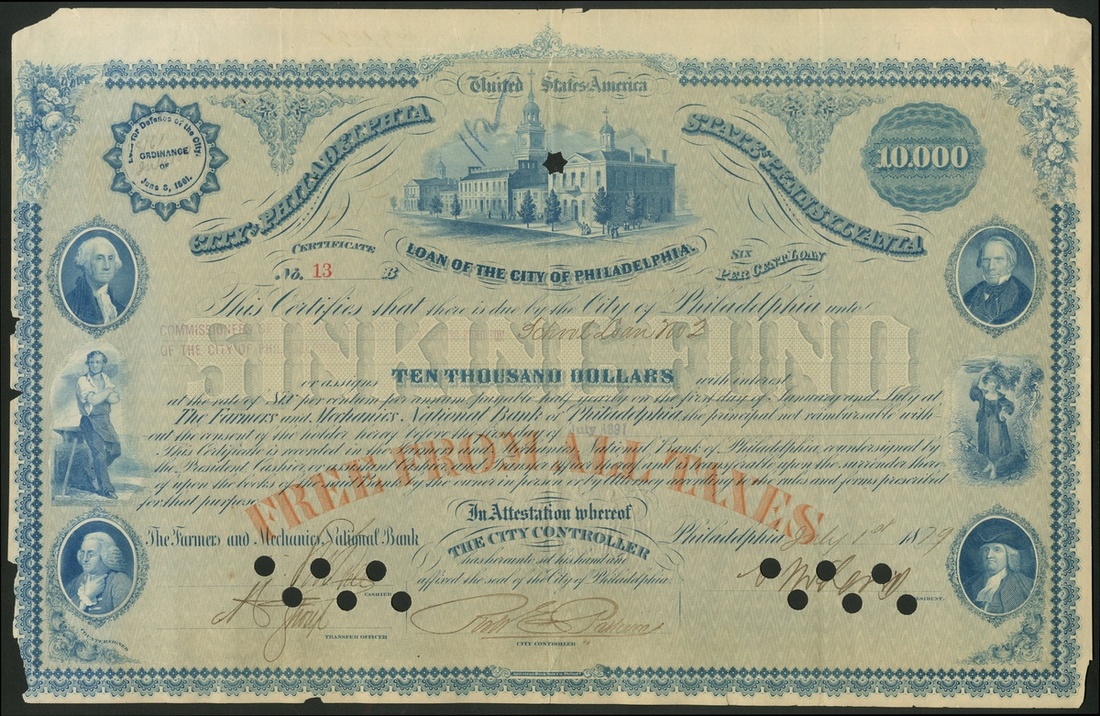 United States America
CITY OF PHILADELPHIA
STATE OF PENNSYLVANIA
For Defence of the City.
ORDINANCE
OF
June 8, 1861.
10.000
CERTIFICATE
No. 13 B
LOAN OF THE CITY OF PHILADELPHIA.
SIX
PER CENT LOAN
This Certifies that there is due by the City of Philadelphia unto
COMMISSIONERS OF
School Loan No 2
OF THE CITY OF
or assigns TEN THOUSAND DOLLARS with interest
at the rate of Six per centum per annum payable half yearly on the first day of January and July at
The Farmers and Mechanics National Bank of Philadelphia the principal not reimbursable with-
out the consent of the holder hereof before the first day of July 1891
This Certificate is recorded at the Farmers and Mechanics National Bank of Philadelphia, countersigned by
the President Cashier, or Assistant Cashier and Transfer Officer and is transferable upon the surrender there
of upon the books of the said Bank by the owner in person or by Attorney according to the rules and forms prescribed
for that purpose.
FREE FROM ALL TAXES
In Attestation whereof
THE CITY CONTROLLER
has hereunto set his hand and
affixed the seal of the City of Philadelphia
The Farmers and Mechanics National Bank
Philadelphia July 1st 1879
CASHIER
PRESIDENT.
TRANSFER OFFICER
CITY CONTROLLER
COUNTERSIGNED